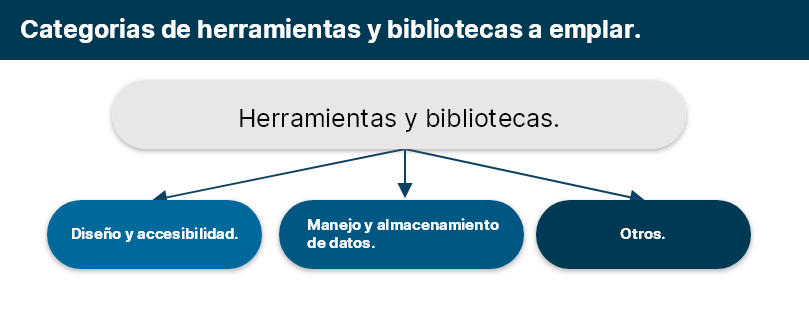 Categorias de herramientas y bibliotecas a emplar.
Herramientas y bibliotecas.
Diseño y accesibilidad.
Manejo y almacenamiento
de datos.
Otros.